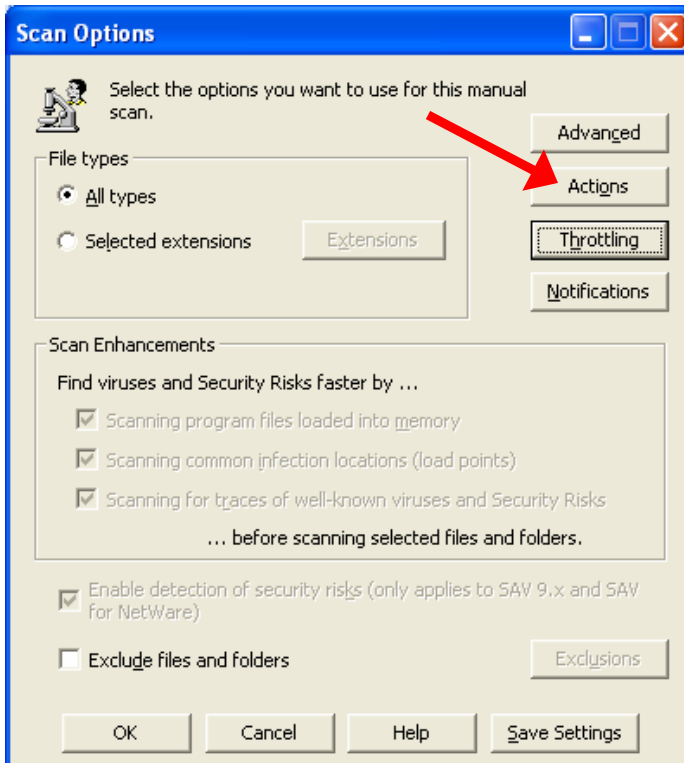 Scan Options
Select the options you want to use for this manual
scan.
Advanced
File types
Actions
All types
Selected extensions
Extensions
Throttling
Notifications
Scan Enhancements
Find viruses and Security Risks faster by ...
Scanning program files loaded into memory
Scanning common infection locations (load points)
Scanning for traces of well-known viruses and Security Risks
... before scanning selected files and folders.
Enable detection of security risks (only applies to SAV 9.x and SAV
for NetWare)
Exclude files and folders
Exclusions
OK
Cancel
Help
Save Settings